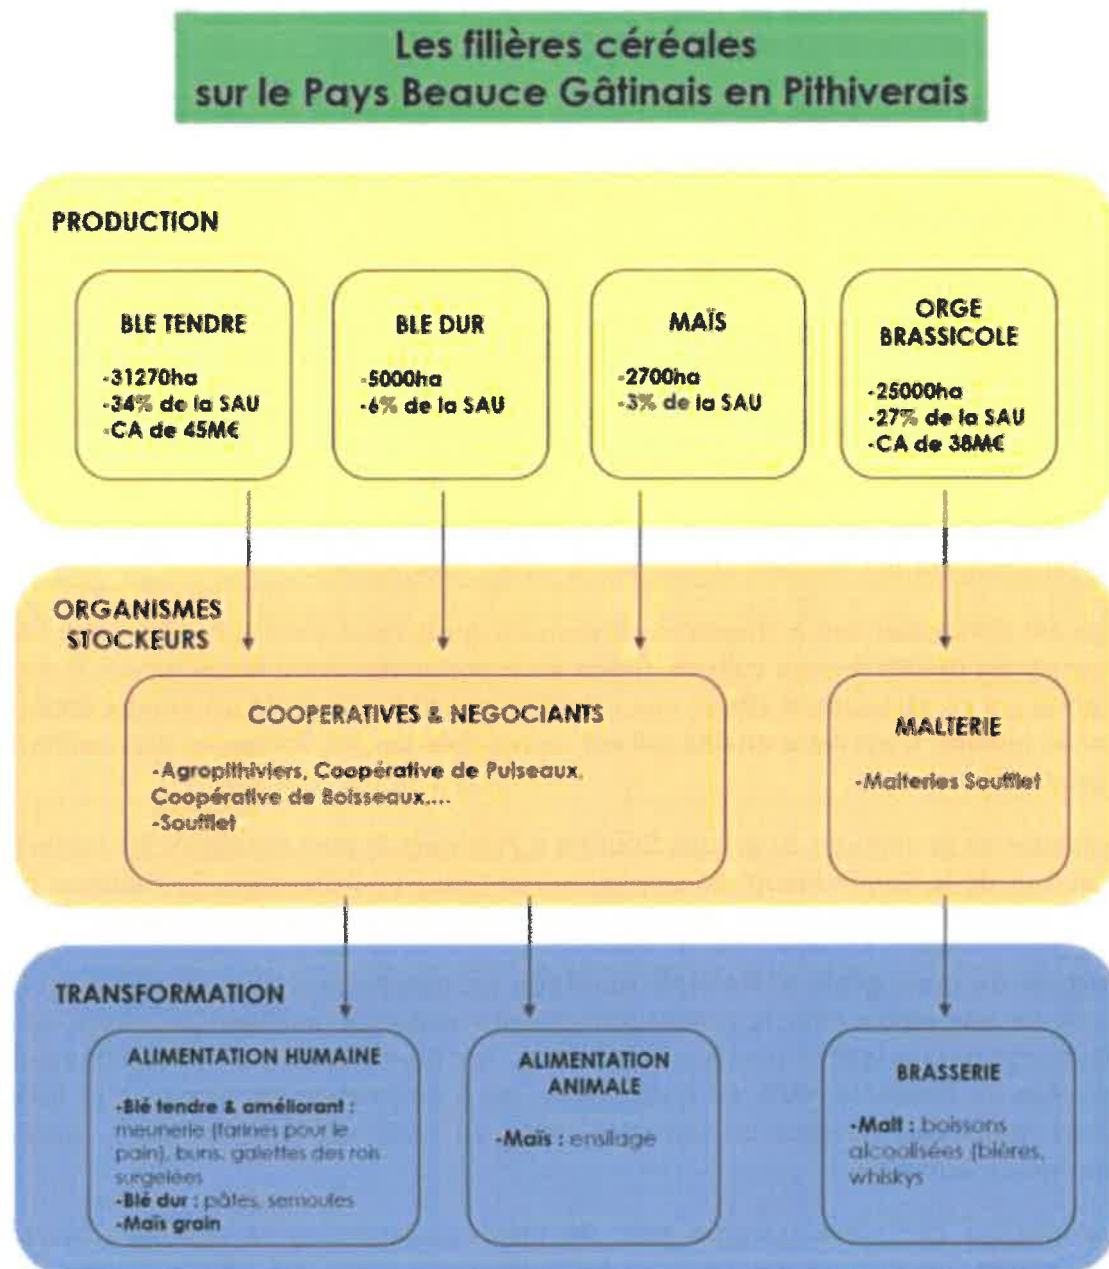 Les filières céréales
sur le Pays Beauce Gâtinais en Pithiverais
PRODUCTION
BLE TENDRE
-31270ha
-34% de la SAU
-CA de 45M€
BLE DUR
-5000ha
-6% de la SAU
MAÏS
-2700ha
-3% de la SAU
ORGE
BRASSICOLE
-25000ha
-27% de la SAU
-CA de 38M€
ORGANISMES
STOCKEURS
COOPERATIVES & NEGOCIANTS
-Agropithiviers, Coopérative de Puiseaux,
Coopérative de Boisseaux,...
-Soufflet
MALTERIE
-Malteries Soufflet
TRANSFORMATION
ALIMENTATION HUMAINE
-Blé tendre & améliorant :
meunerie (farines pour le
pain), buns, galettes des rois
surgelées
-Blé dur : pâtes, semoules
-Maïs grain
ALIMENTATION
ANIMALE
-Maïs : ensilage
BRASSERIE
-Malt : boissons
alcoolisées (bières,
whiskys